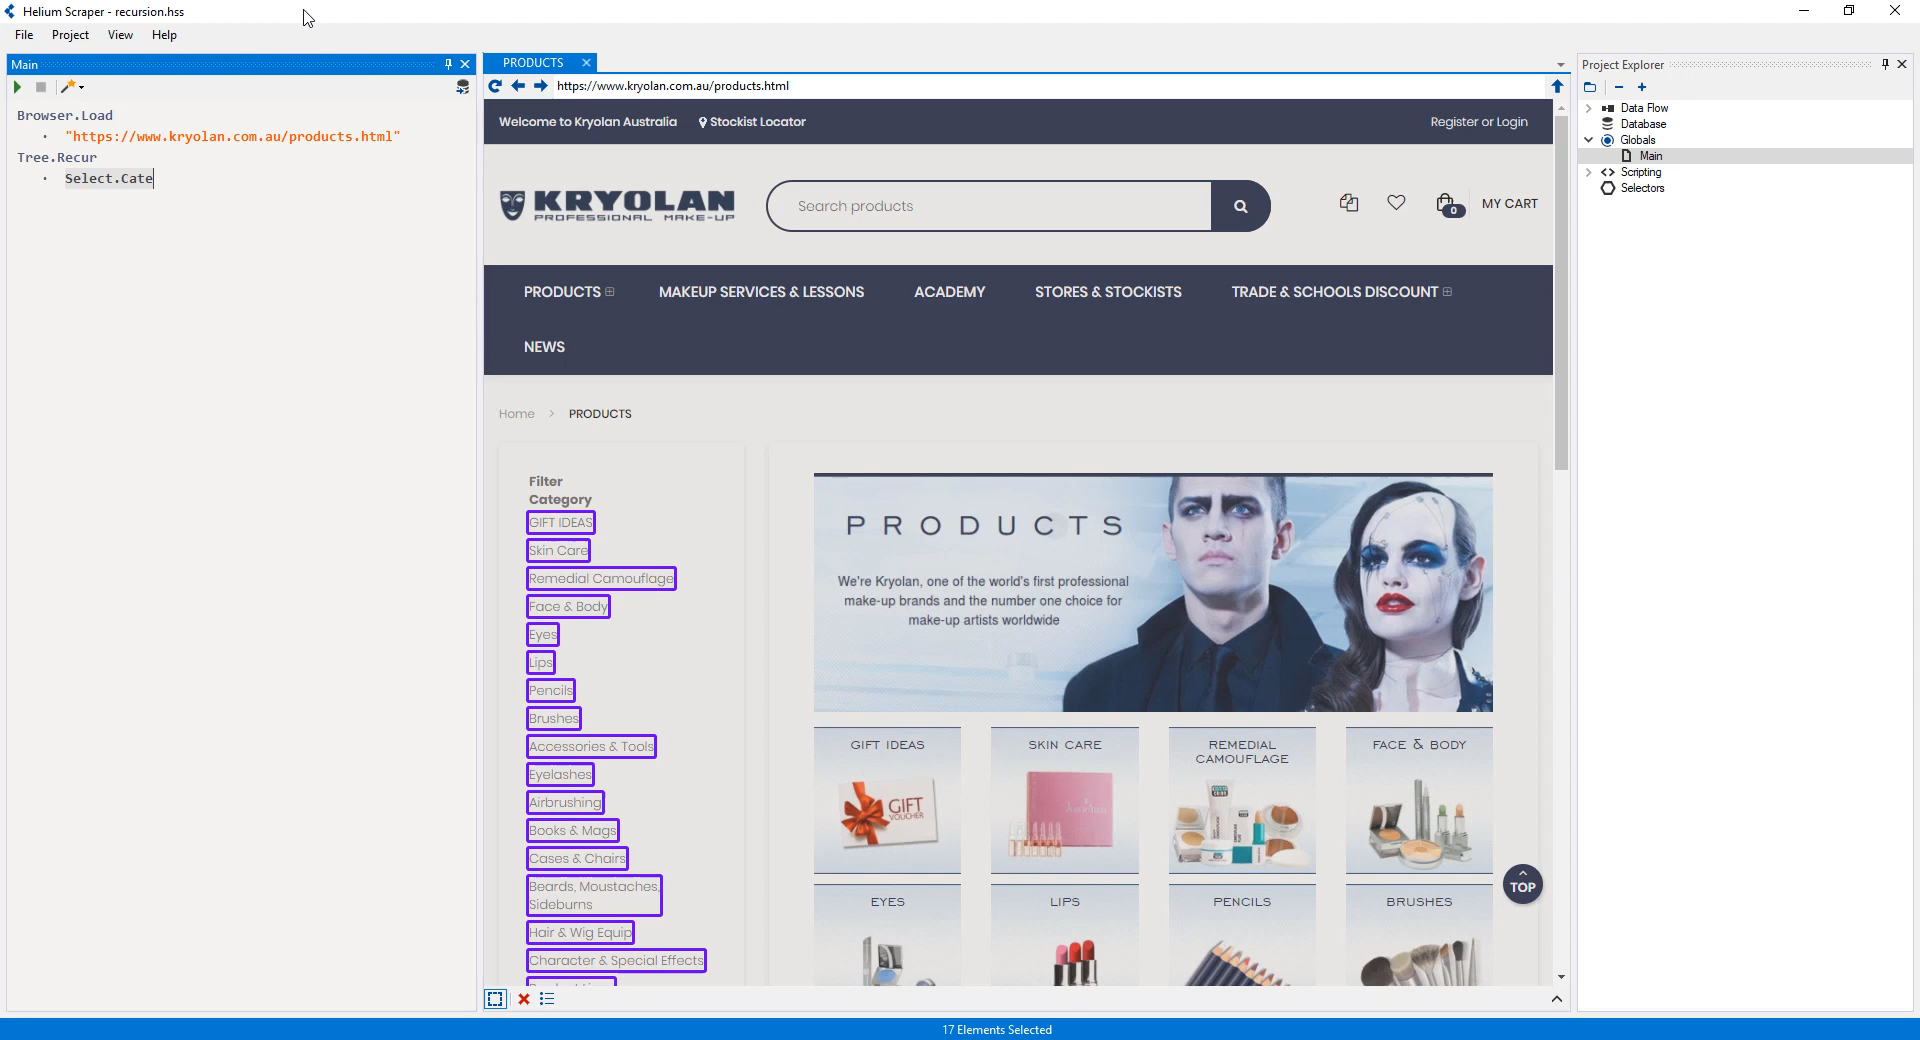 Helium Scraper - recursion.hss
File Project View Help
Main
Browser.Load
"https://www.kryolan.com.au/products.html"
Tree.Recur
Select.Cate
PRODUCTS
https://www.kryolan.com.au/products.html
Welcome to Kryolan Australia
Stockist Locator
Register or Login
KRYOLAN
PROFESSIONAL MAKE-UP
Search products
0
MY CART
PRODUCTS
MAKEUP SERVICES & LESSONS
ACADEMY
STORES & STOCKISTS
TRADE & SCHOOLS DISCOUNT
NEWS
Home > PRODUCTS
Filter
Category
GIFT IDEAS
Skin Care
Remedial Camouflage
Face & Body
Eyes
Lips
Pencils
Brushes
Accessories & Tools
Eyelashes
Airbrushing
Books & Mags
Cases & Chairs
Beards, Moustaches,
Sideburns
Hair & Wig Equip
Character & Special Effects
PRODUCTS
We're Kryolan, one of the world's first professional
make-up brands and the number one choice for
make-up artists worldwide
GIFT IDEAS
GIFT
VOUCHER
SKIN CARE
REMEDIAL
CAMOUFLAGE
FACE & BODY
EYES
LIPS
PENCILS
BRUSHES
TOP
17 Elements Selected
Project Explorer
Data Flow
Database
Globals
Main
Scripting
Selectors